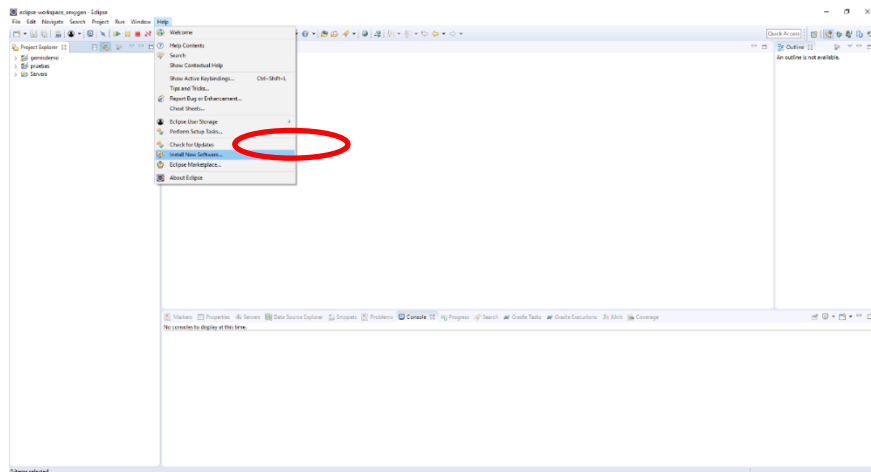 eclipse-workspace_oxygen - Eclipse
File Edit Navigate Search Project Run Window Help
Quick Access
Project Explorer
gemisdemo
pruebas
Servers
Welcome
Help Contents
Search
Show Contextual Help
Show Active Keybindings... Ctrl+Shift+L
Tips and Tricks...
Report Bug or Enhancement...
Cheat Sheets...
Eclipse User Storage
Perform Setup Tasks...
Check for Updates
Install New Software...
Eclipse Marketplace...
About Eclipse
Outline
An outline is not available.
Markers Properties Servers Data Source Explorer Snippets Problems Console Progress Search Gradle Tasks Gradle Executions JUnit Coverage
No consoles to display at this time.
items selected